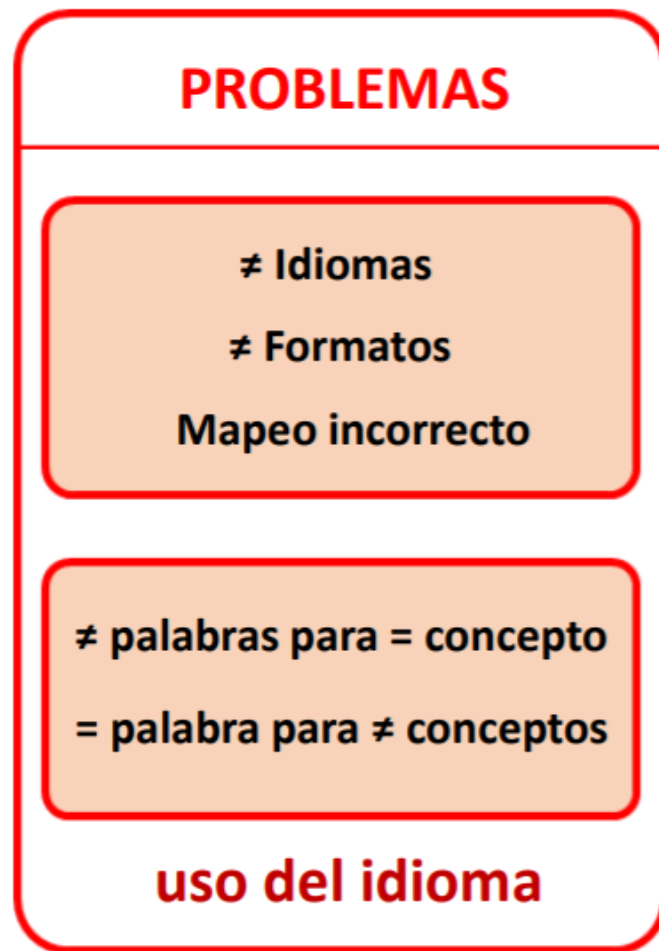 PROBLEMAS
≠ Idiomas
≠ Formatos
Mapeo incorrecto
≠ palabras para = concepto
= palabra para ≠ conceptos
uso del idioma